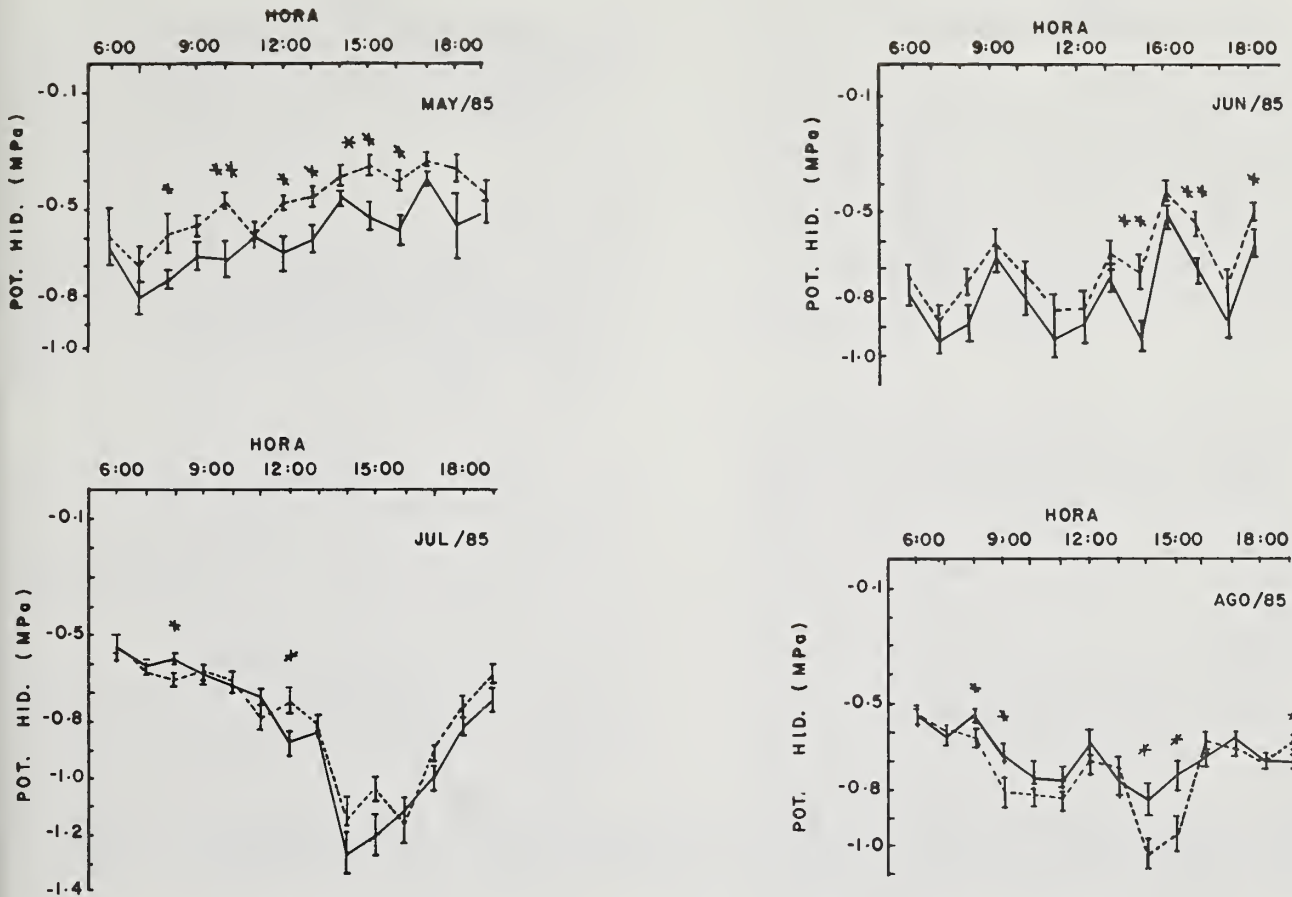 HORA
6:00 9:00 12:00 15:00 18:00
-0.1
-0.5
-0.8
-1.0
POT. HID. (MPa)
MAY/85
* ** * * * * *
HORA
6:00 9:00 12:00 16:00 18:00
-0.1
-0.5
-0.8
-1.0
POT. HID. (MPa)
JUN/85
** ** *
HORA
6:00 9:00 12:00 15:00 18:00
-0.1
-0.5
-0.8
-1.0
-1.2
-1.4
POT. HID. (MPa)
JUL/85
* *
HORA
6:00 9:00 12:00 15:00 18:00
-0.1
-0.5
-0.8
-1.0
POT. HID. (MPa)
AGO/85
* * * * *